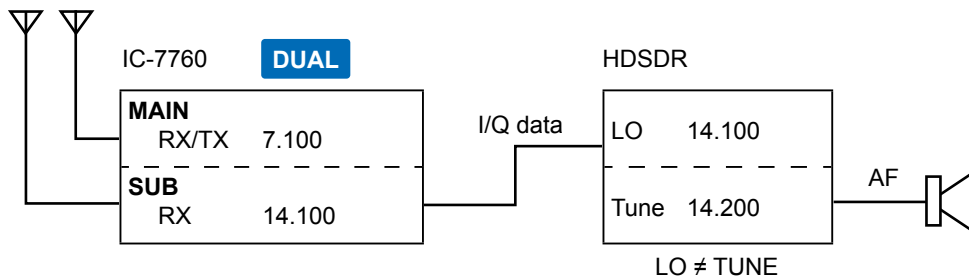 IC-7760
DUAL
HDSDR
MAIN
RX/TX 7.100
SUB
RX 14.100
I/Q data
LO 14.100
Tune 14.200
AF
LO ≠ TUNE